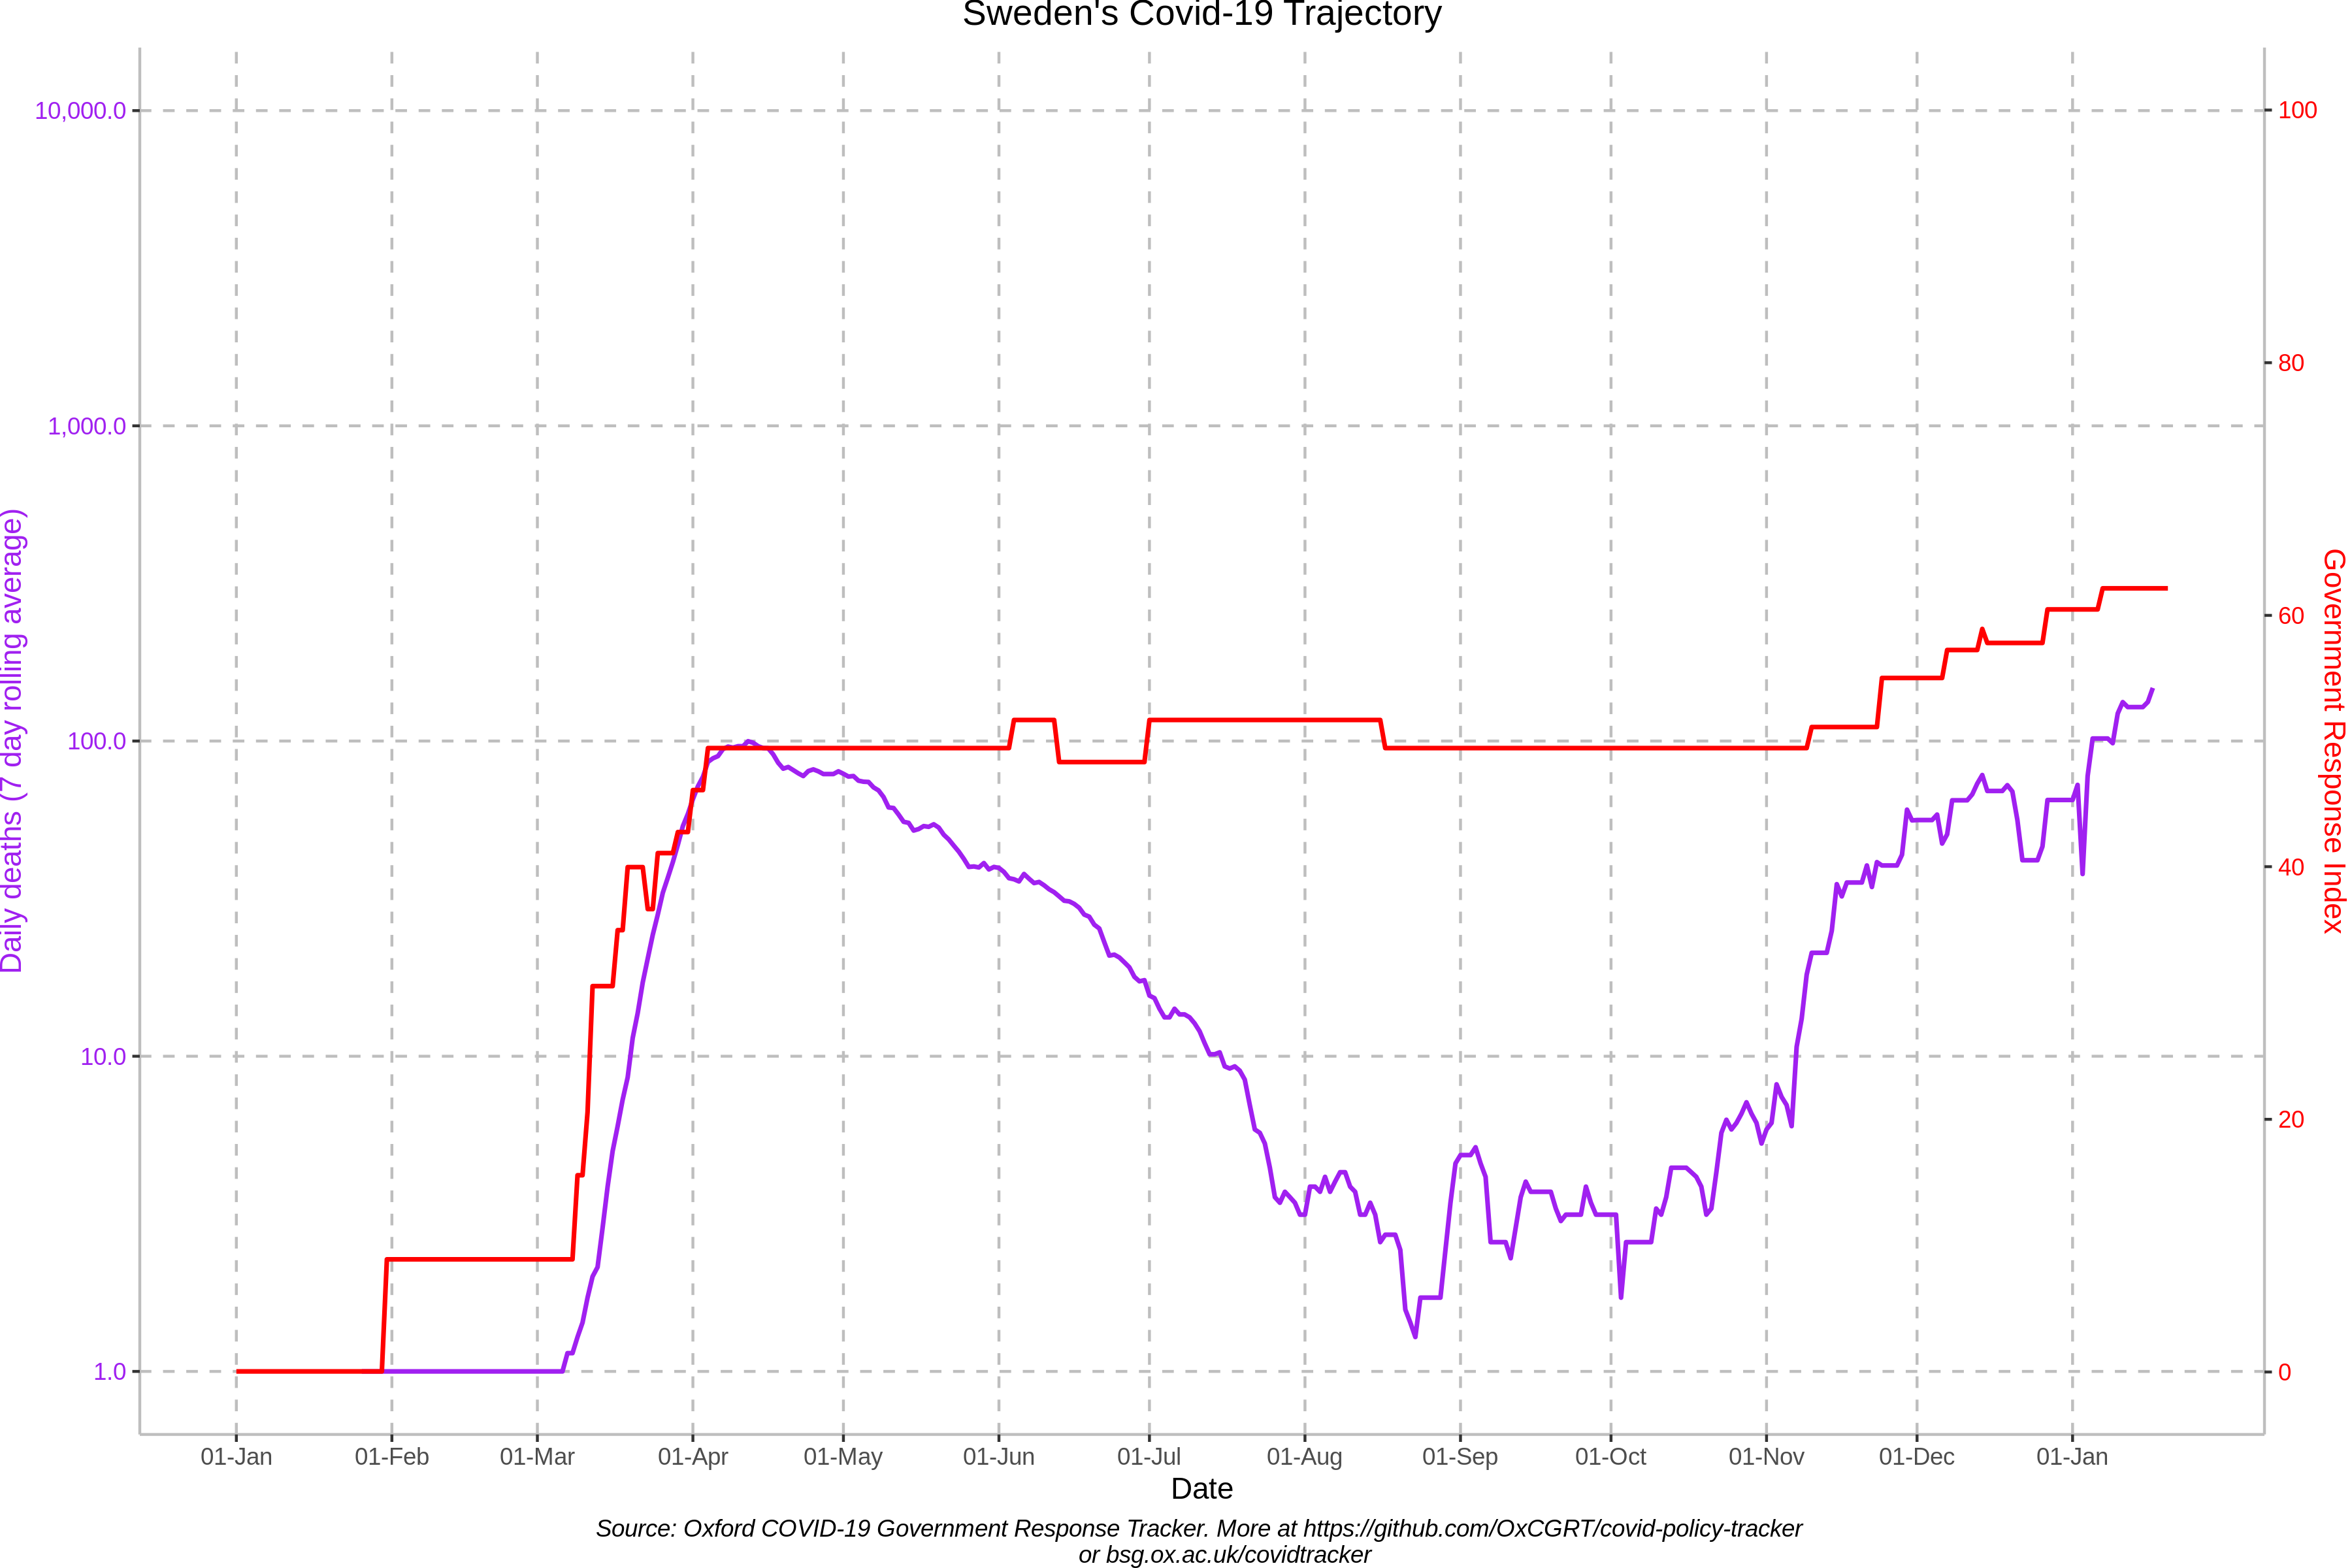 Sweden's Covid-19 Trajectory
10,000.0
1,000.0
100.0
10.0
1.0
Daily deaths (7 day rolling average)
100
80
60
40
20
0
Government Response Index
01-Jan 01-Feb 01-Mar 01-Apr 01-May 01-Jun 01-Jul 01-Aug 01-Sep 01-Oct 01-Nov 01-Dec 01-Jan
Date
Source: Oxford COVID-19 Government Response Tracker. More at https://github.com/OxCGRT/covid-policy-tracker
or bsg.ox.ac.uk/covidtracker